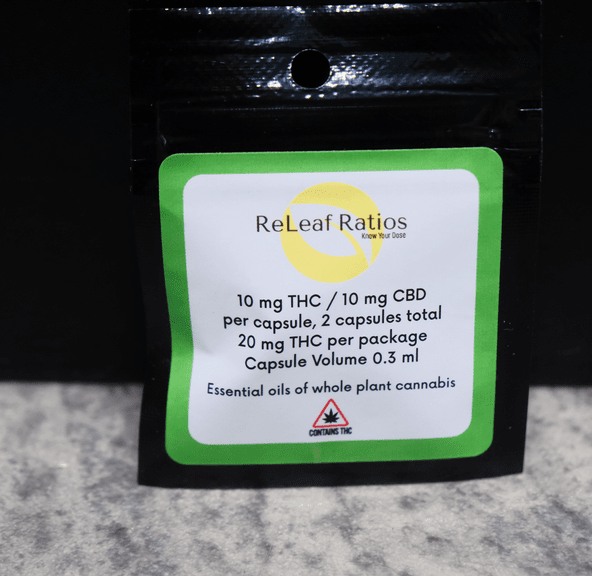 ReLeaf Ratios
Know Your Dose
10 mg THC / 10 mg CBD
per capsule, 2 capsules total
20 mg THC per package
Capsule Volume 0.3 ml
Essential oils of whole plant cannabis
CONTAINS THC